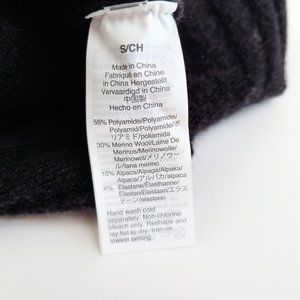 S/CH
Made in China
Fabriqué en China
in China Hergestellt
Vervaardigd in China
中国製
Hecho en China
56% Polyamide/Polyamide/
Polyamid/Polyamide/ポ
リアミド/poliamida
30% Merino Wool/Laine De
Merinos/Merinowolle/
Merinowol/メリノウー
ル/lana merino
10% Alpaca/Alpaga/Alpaka/
Alpaca/アルパカ/alpaca
4% Elastane/Élasthanne/
Elastan/Elastaan/エラス
テイン/elastano
Hand wash cold
separately. Non-chlorine
bleach only. Reshape and
lay flat to dry. Iron on
lowest setting.